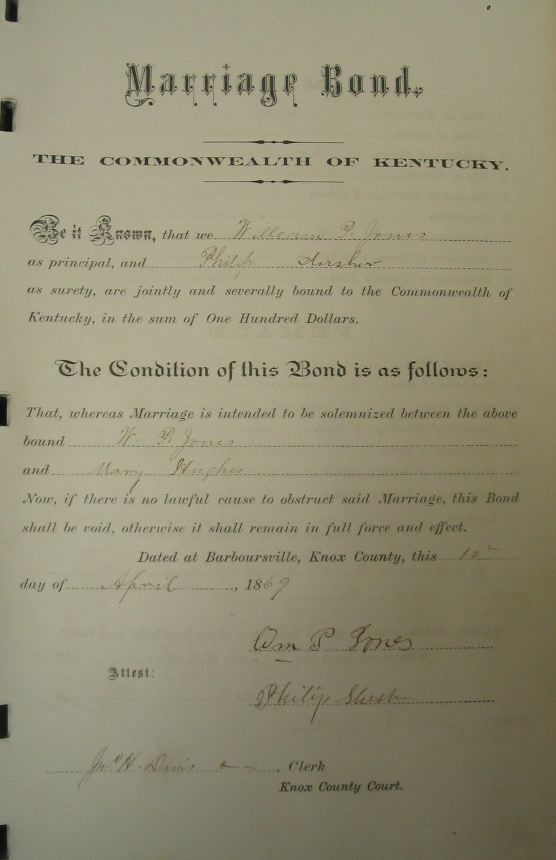 Marriage Bond.
THE COMMONWEALTH OF KENTUCKY.
Be it Known, that we William P. Jones
as principal, and Philip
as surety, are jointly and severally bound to the Commonwealth of
Kentucky, in the sum of One Hundred Dollars.
The Condition of this Bond is as follows:
That, whereas Marriage is intended to be solemnized between the above
bound W. P. Jones
and Mary Hughes
Now, if there is no lawful cause to obstruct said Marriage, this Bond
shall be void, otherwise it shall remain in full force and effect.
Dated at Barboursville, Knox County, this 10
day of April, 1869
Wm P Jones
Attest:
Philip
Jno H. Davis, Clerk
Knox County Court.